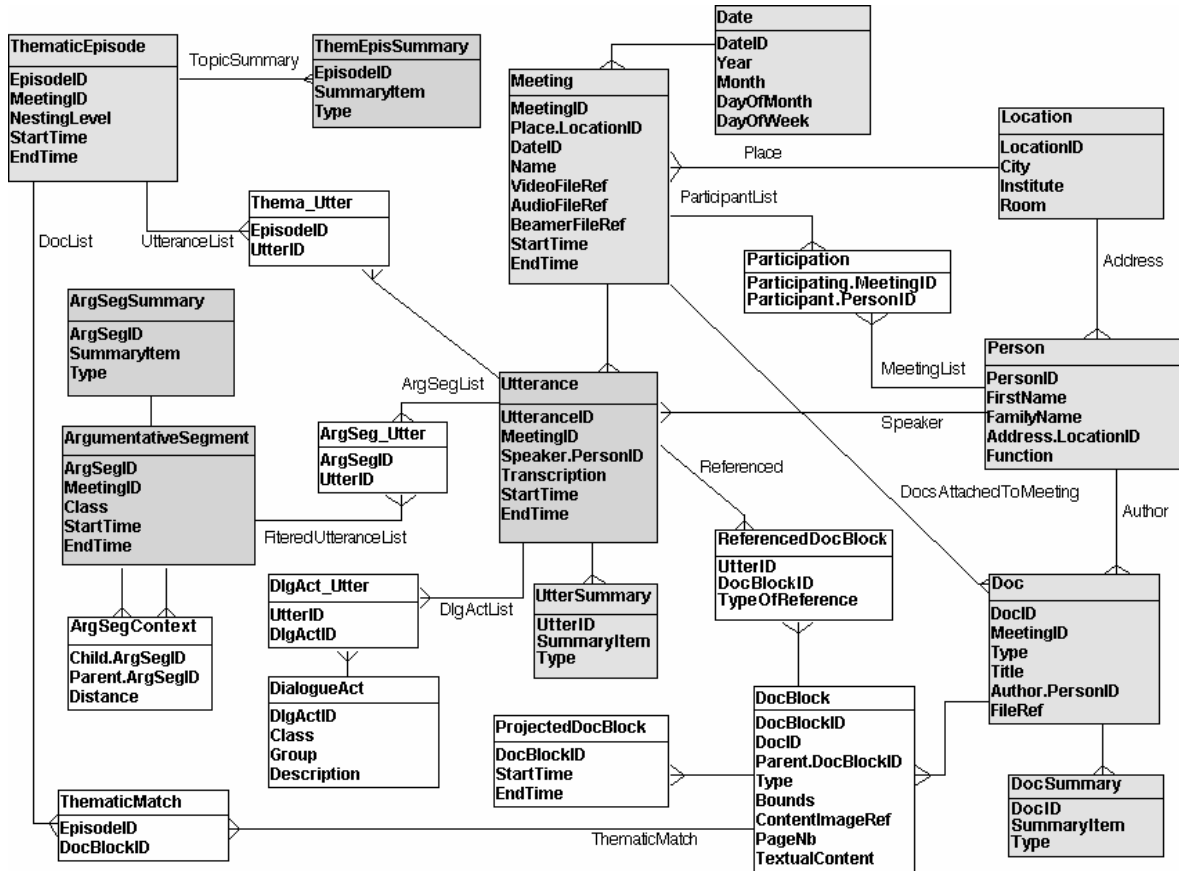 ThematicEpisode
EpisodeID
MeetingID
NestingLevel
StartTime
EndTime
TopicSummary
ThemEpisSummary
EpisodeID
SummaryItem
Type
Meeting
MeetingID
Place.LocationID
DateID
Name
VideoFileRef
AudioFileRef
BeamerFileRef
StartTime
EndTime
Date
DateID
Year
Month
DayOfMonth
DayOfWeek
Place
Location
LocationID
City
Institute
Room
ParticipantList
Participation
Participating.MeetingID
Participant.PersonID
Address
DocList
UtteranceList
Thema_Utter
EpisodeID
UtterID
ArgSegSummary
ArgSegID
SummaryItem
Type
ArgSegList
Utterance
UtteranceID
MeetingID
Speaker.PersonID
Transcription
StartTime
EndTime
MeetingList
Speaker
Person
PersonID
FirstName
FamilyName
Address.LocationID
Function
ArgumentativeSegment
ArgSegID
MeetingID
Class
StartTime
EndTime
ArgSeg_Utter
ArgSegID
UtterID
FilteredUtteranceList
Referenced
DocsAttachedToMeeting
Author
ReferencedDocBlock
UtterID
DocBlockID
TypeOfReference
DlgAct_Utter
UtterID
DlgActID
DlgActList
UtterSummary
UtterID
SummaryItem
Type
Doc
DocID
MeetingID
Type
Title
Author.PersonID
FileRef
ArgSegContext
Child.ArgSegID
Parent.ArgSegID
Distance
DialogueAct
DlgActID
Class
Group
Description
ProjectedDocBlock
DocBlockID
StartTime
EndTime
DocBlock
DocBlockID
DocID
Parent.DocBlockID
Type
Bounds
ContentImageRef
PageNb
TextualContent
DocSummary
DocID
SummaryItem
Type
ThematicMatch
EpisodeID
DocBlockID
ThematicMatch